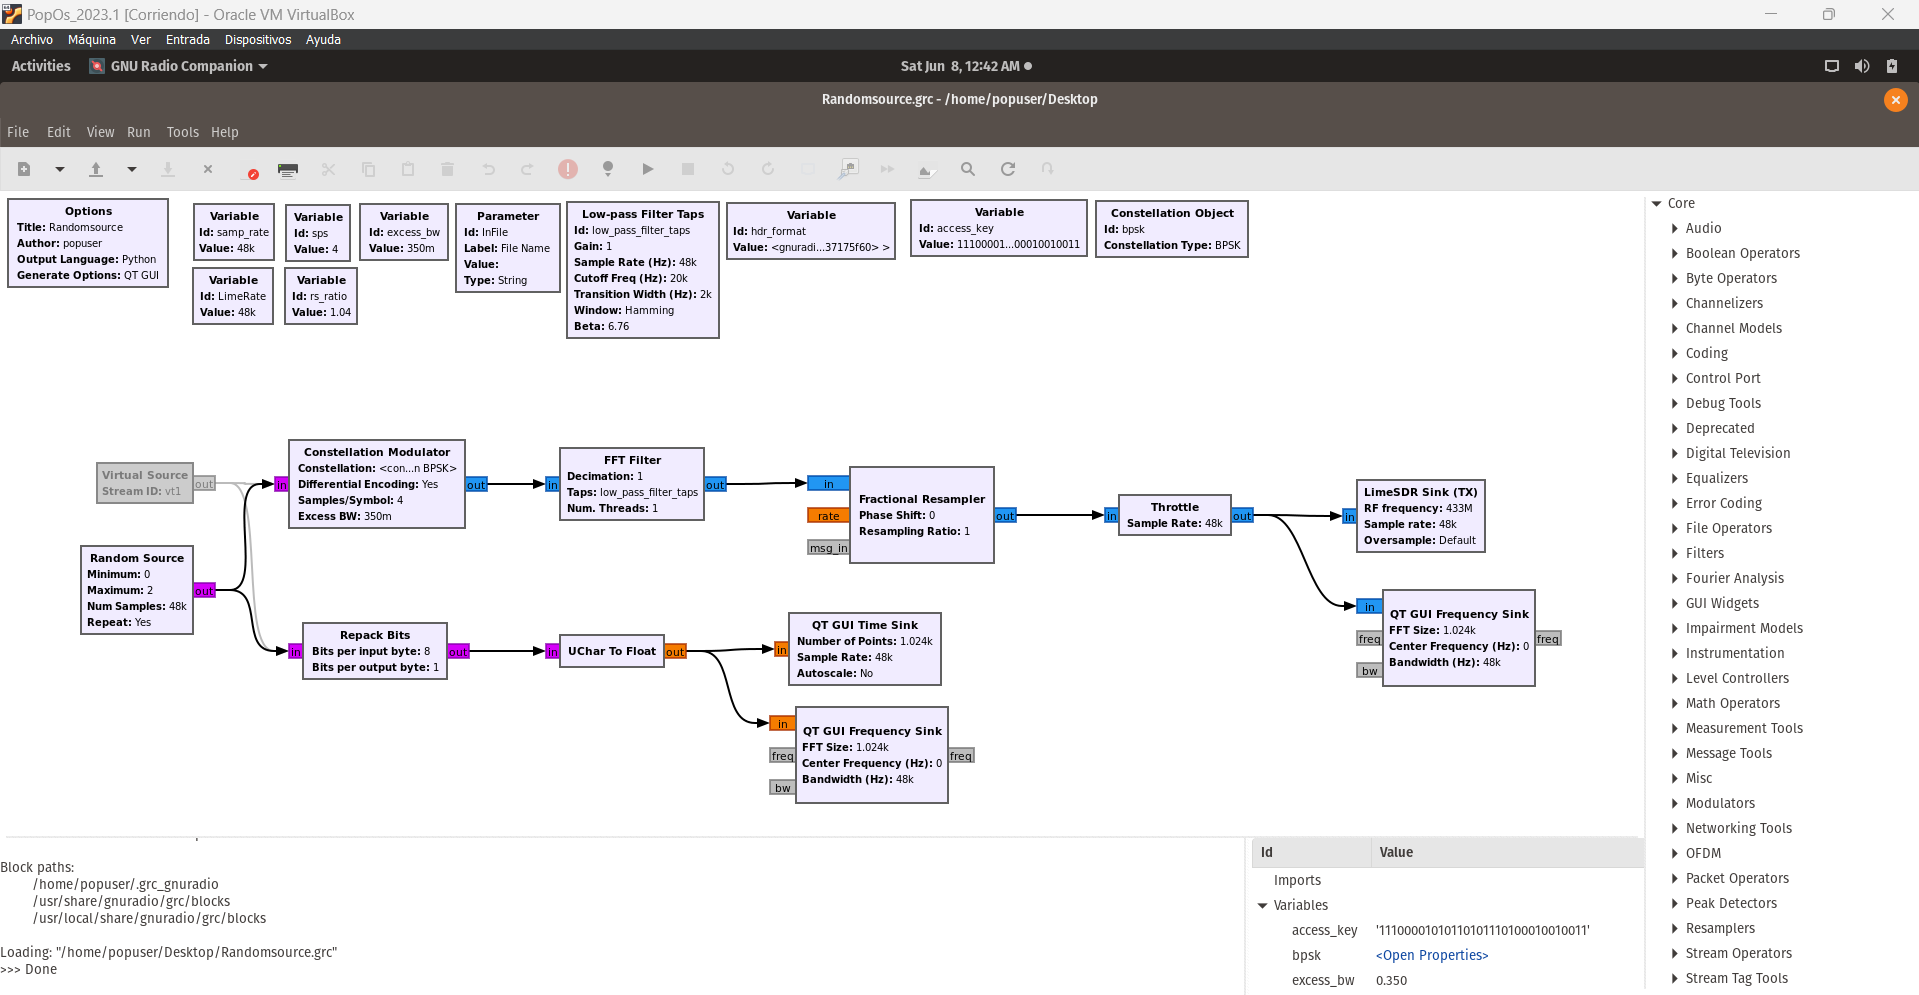 PopOs_2023.1 [Corriendo] - Oracle VM VirtualBox
Archivo Máquina Ver Entrada Dispositivos Ayuda
Activities GNU Radio Companion Sat Jun 8, 12:42 AM
Randomsource.grc - /home/popuser/Desktop
File Edit View Run Tools Help
Options
Title: Randomsource
Author: popuser
Output Language: Python
Generate Options: QT GUI
Variable
Id: samp_rate
Value: 48k
Variable
Id: sps
Value: 4
Variable
Id: excess_bw
Value: 350m
Parameter
Id: InFile
Label: File Name
Value:
Type: String
Low-pass Filter Taps
Id: low_pass_filter_taps
Gain: 1
Sample Rate (Hz): 48k
Cutoff Freq (Hz): 20k
Transition Width (Hz): 2k
Window: Hamming
Beta: 6.76
Variable
Id: hdr_format
Value: <gnuradi...37175f60> >
Variable
Id: access_key
Value: 11100001...00010010011
Constellation Object
Id: bpsk
Constellation Type: BPSK
Variable
Id: LimeRate
Value: 48k
Variable
Id: rs_ratio
Value: 1.04
Virtual Source
Stream ID: vt1
out
Random Source
Minimum: 0
Maximum: 2
Num Samples: 48k
Repeat: Yes
out
in
Constellation Modulator
Constellation: <con...n BPSK>
Differential Encoding: Yes
Samples/Symbol: 4
Excess BW: 350m
out
in
FFT Filter
Decimation: 1
Taps: low_pass_filter_taps
Num. Threads: 1
out
in
rate
msg_in
Fractional Resampler
Phase Shift: 0
Resampling Ratio: 1
out
in
Throttle
Sample Rate: 48k
out
in
LimeSDR Sink (TX)
RF frequency: 433M
Sample rate: 48k
Oversample: Default
in
freq
bw
QT GUI Frequency Sink
FFT Size: 1.024k
Center Frequency (Hz): 0
Bandwidth (Hz): 48k
freq
in
Repack Bits
Bits per input byte: 8
Bits per output byte: 1
out
in
UChar To Float
out
in
QT GUI Time Sink
Number of Points: 1.024k
Sample Rate: 48k
Autoscale: No
in
freq
bw
QT GUI Frequency Sink
FFT Size: 1.024k
Center Frequency (Hz): 0
Bandwidth (Hz): 48k
freq
Core
Audio
Boolean Operators
Byte Operators
Channelizers
Channel Models
Coding
Control Port
Debug Tools
Deprecated
Digital Television
Equalizers
Error Coding
File Operators
Filters
Fourier Analysis
GUI Widgets
Impairment Models
Instrumentation
Level Controllers
Math Operators
Measurement Tools
Message Tools
Misc
Modulators
Networking Tools
OFDM
Packet Operators
Peak Detectors
Resamplers
Stream Operators
Stream Tag Tools
Block paths:
/home/popuser/.grc_gnuradio
/usr/share/gnuradio/grc/blocks
/usr/local/share/gnuradio/grc/blocks
Loading: "/home/popuser/Desktop/Randomsource.grc"
>>> Done
Id Value
Imports
Variables
access_key '11100001010110101110100010010011'
bpsk <Open Properties>
excess_bw 0.350